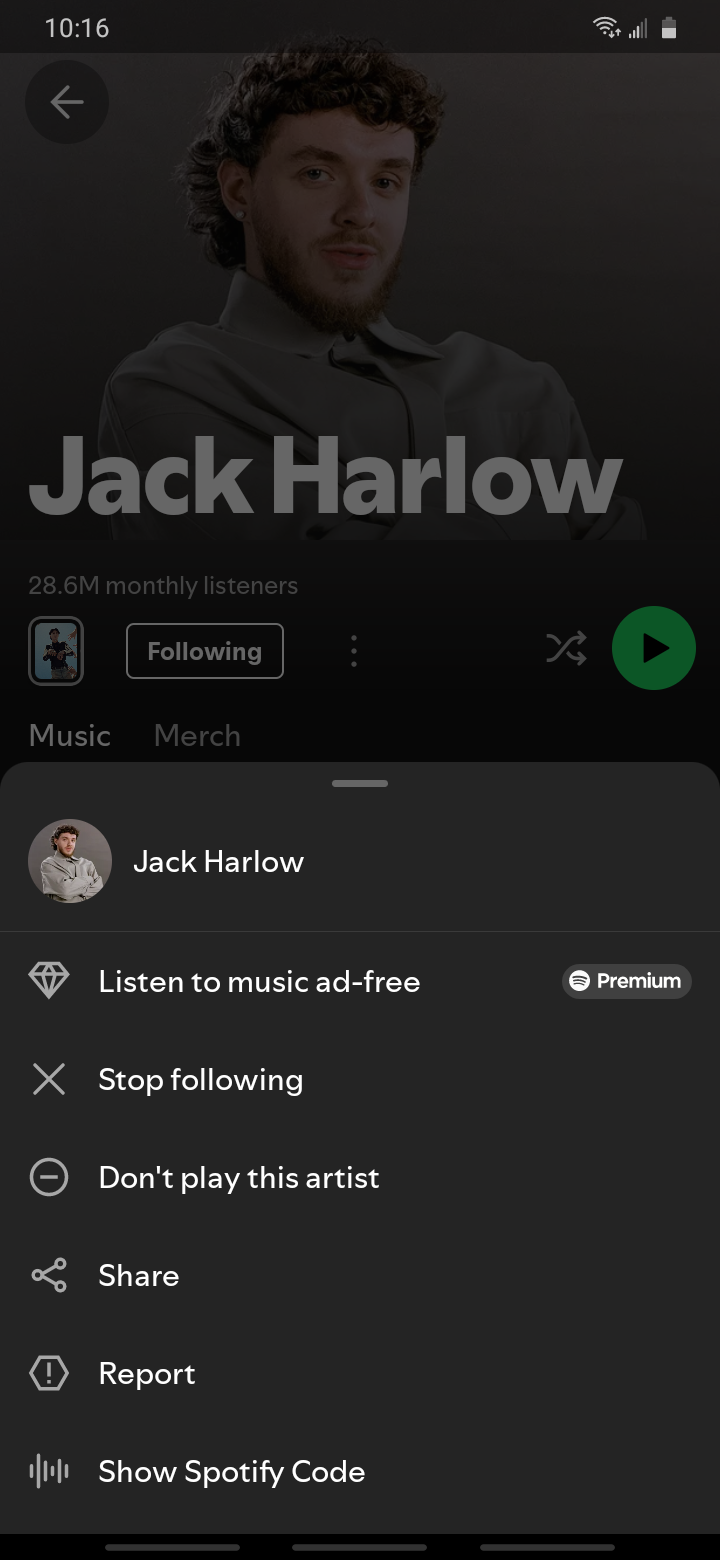 10:16
Jack Harlow
28.6M monthly listeners
Following
Music Merch
Jack Harlow
Listen to music ad-free Premium
Stop following
Don't play this artist
Share
Report
Show Spotify Code